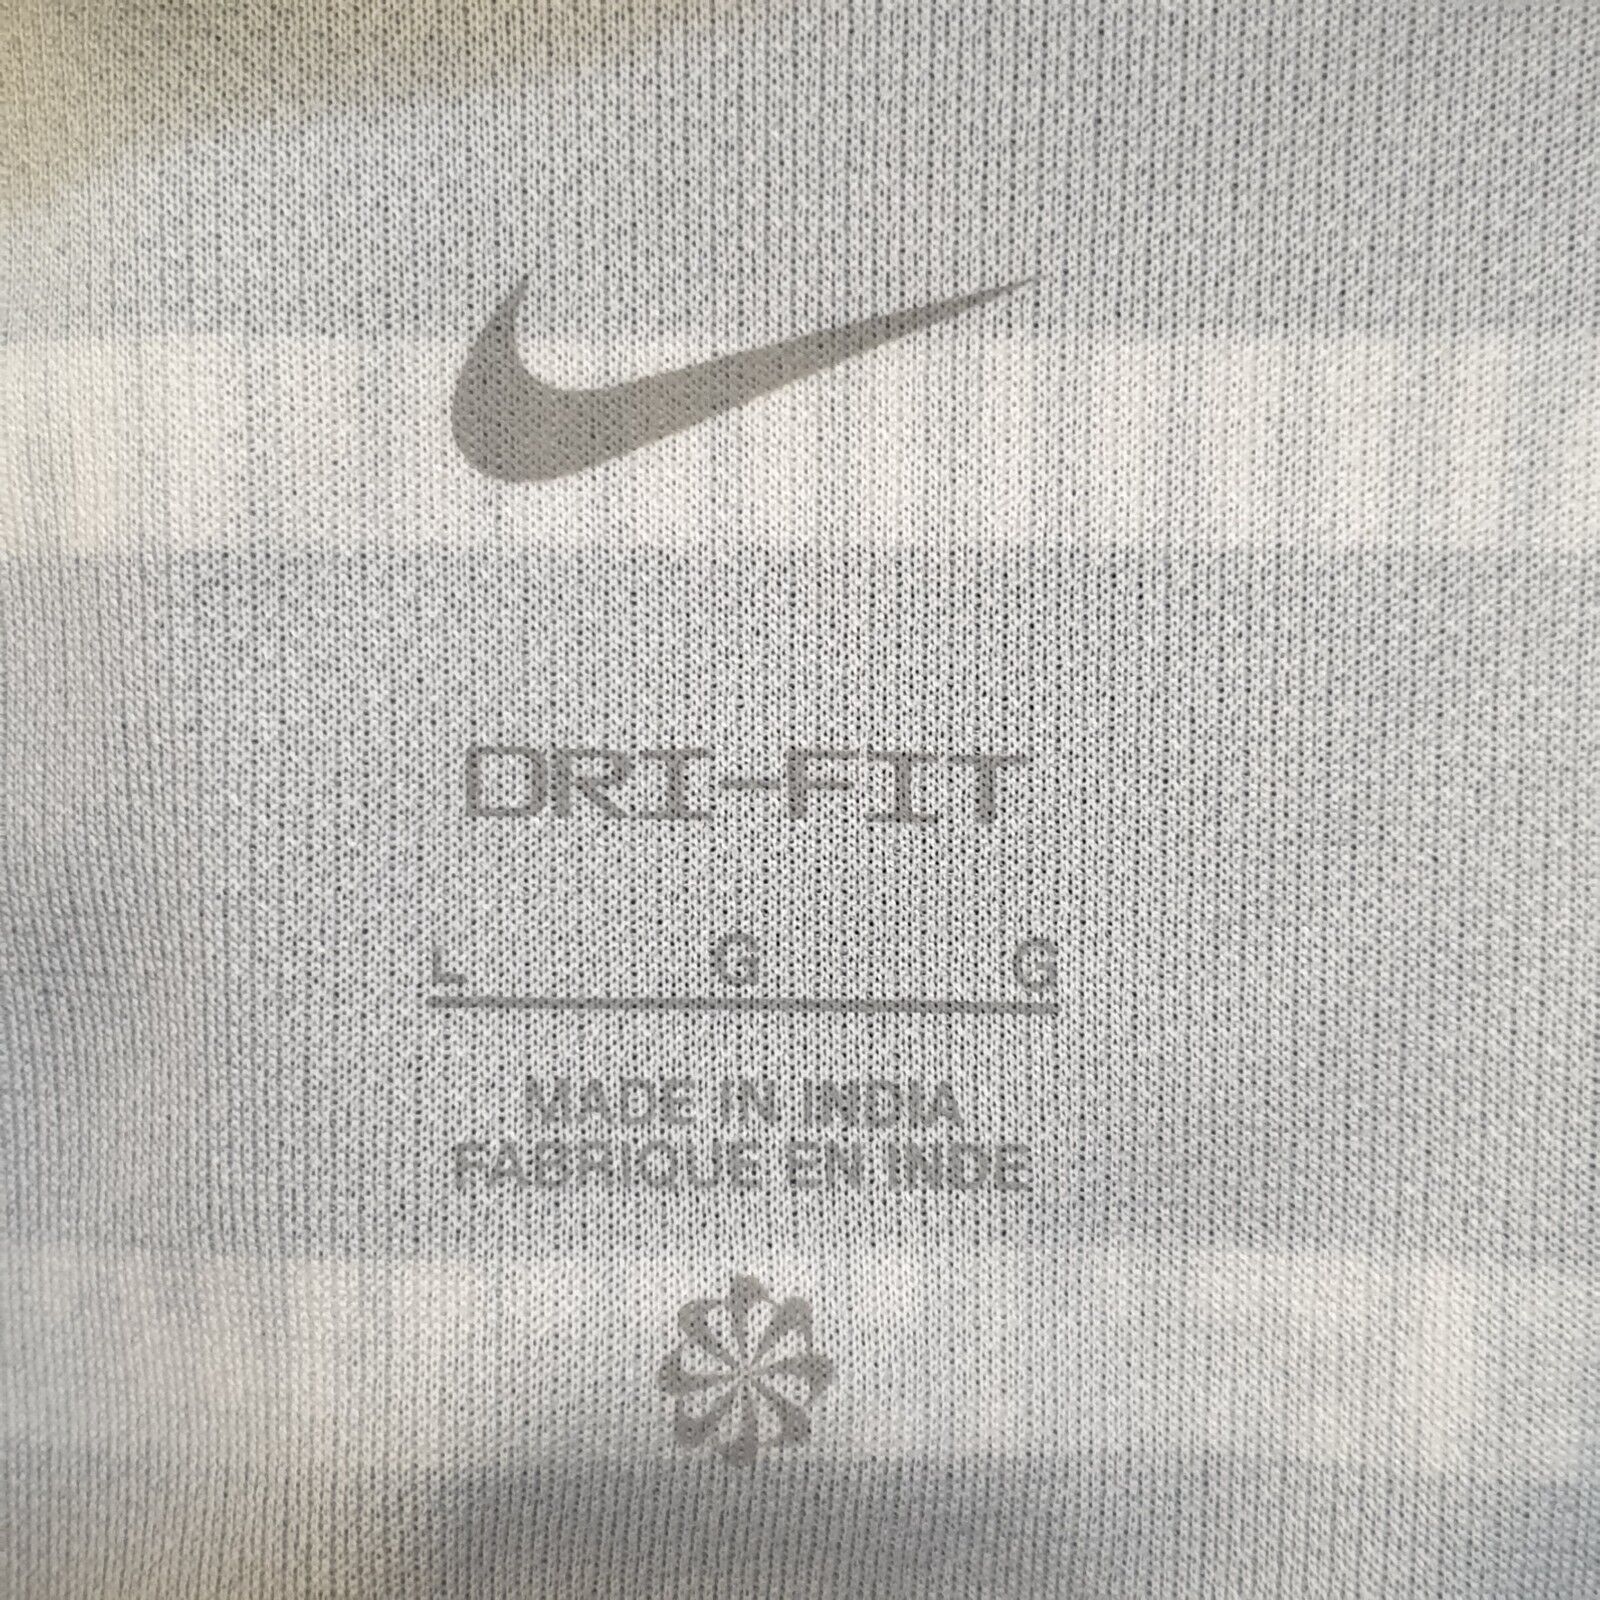 DRI-FIT
L G G
MADE IN INDIA
FABRIQUE EN INDE